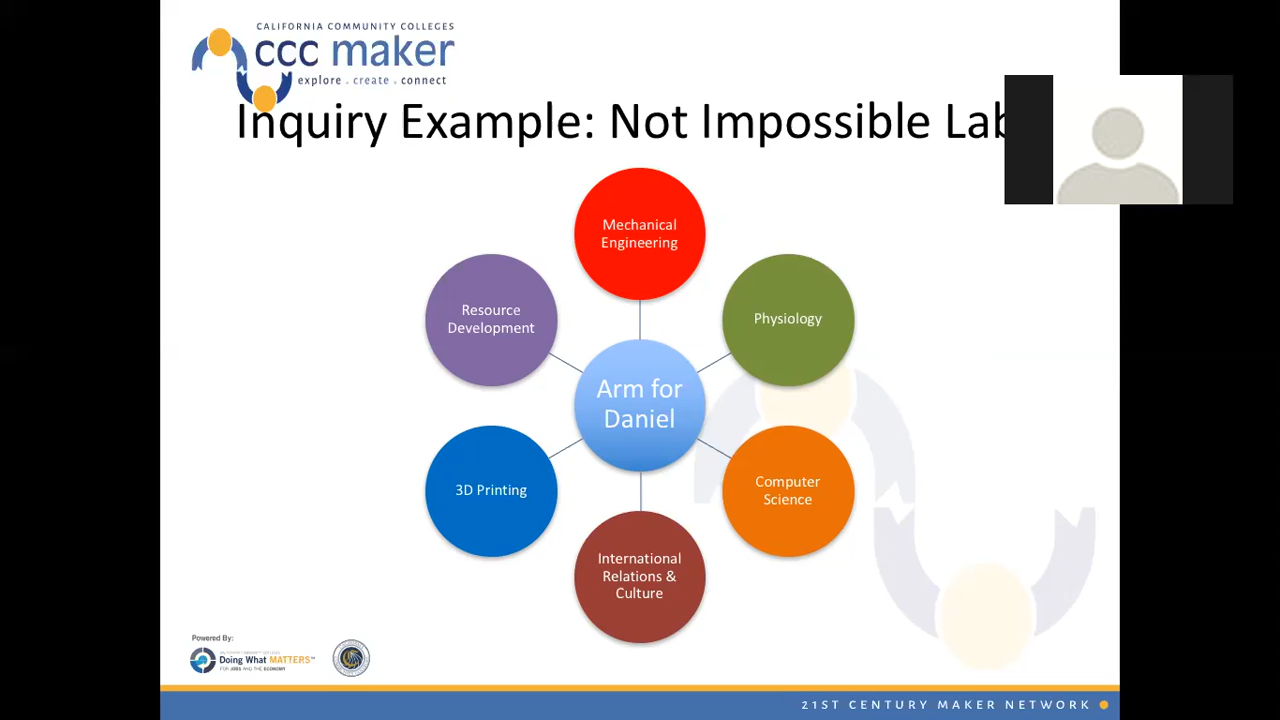 CALIFORNIA COMMUNITY COLLEGES
ccc maker
explore . create . connect
Inquiry Example: Not Impossible Lab
Mechanical
Engineering
Resource
Development
Physiology
Arm for
Daniel
3D Printing
Computer
Science
International
Relations &
Culture
Powered By:
Doing What MATTERS
FOR JOBS AND THE ECONOMY
21ST CENTURY MAKER NETWORK